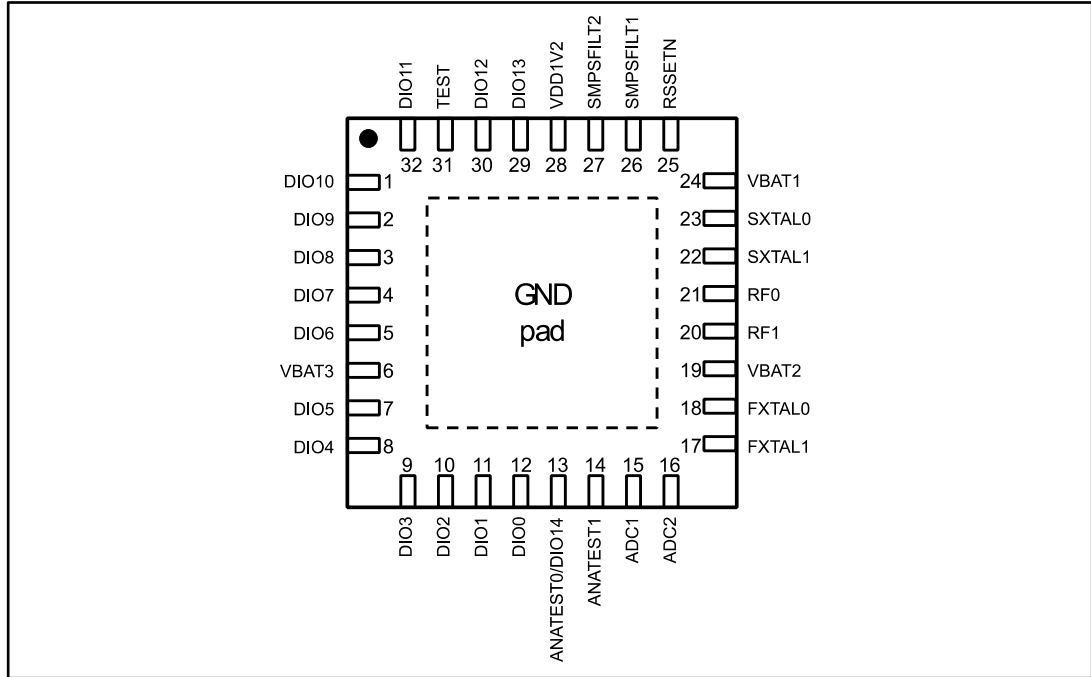 DIO11
TEST
DIO12
DIO13
VDD1V2
SMPSFILT2
SMPSFILT1
RSSETN
32 31 30 29 28 27 26 25
DIO10 1
DIO9 2
DIO8 3
DIO7 4
DIO6 5
VBAT3 6
DIO5 7
DIO4 8
GND
pad
24 VBAT1
23 SXTAL0
22 SXTAL1
21 RF0
20 RF1
19 VBAT2
18 FXTAL0
17 FXTAL1
9 10 11 12 13 14 15 16
DIO3
DIO2
DIO1
DIO0
ANATEST0/DIO14
ANATEST1
ADC1
ADC2